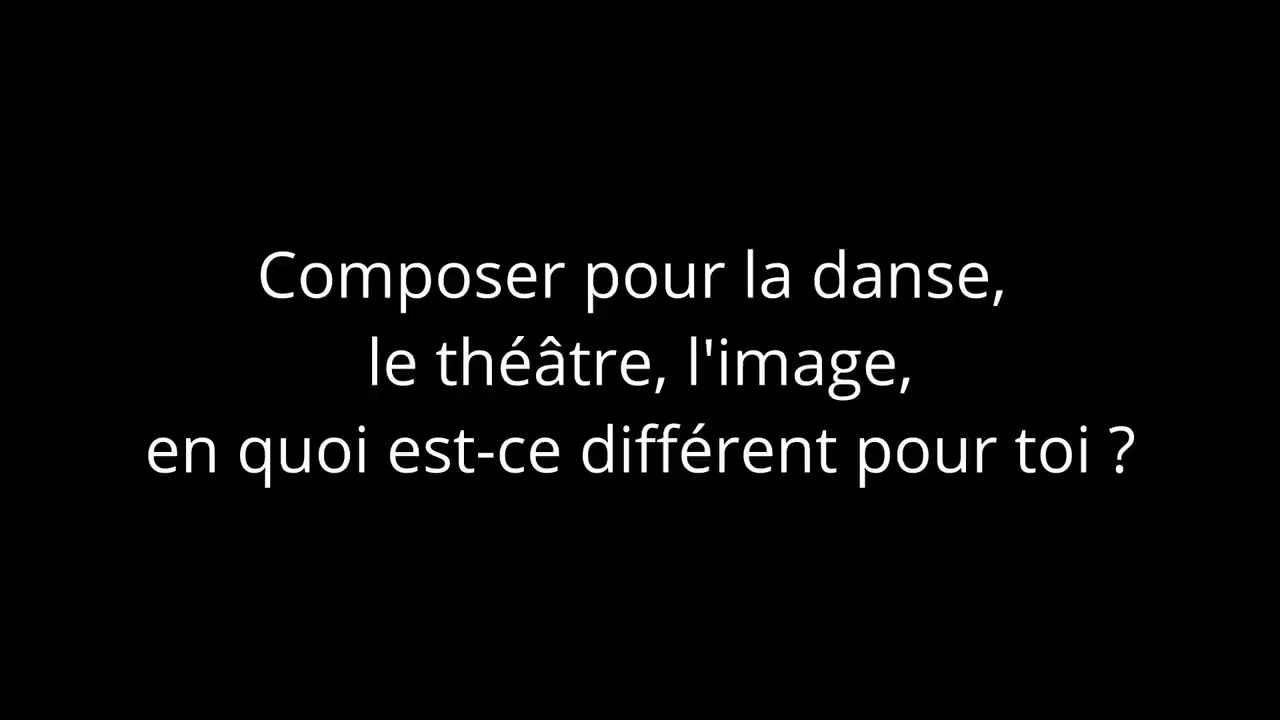 Composer pour la danse,
le théâtre, l'image,
en quoi est-ce différent pour toi ?